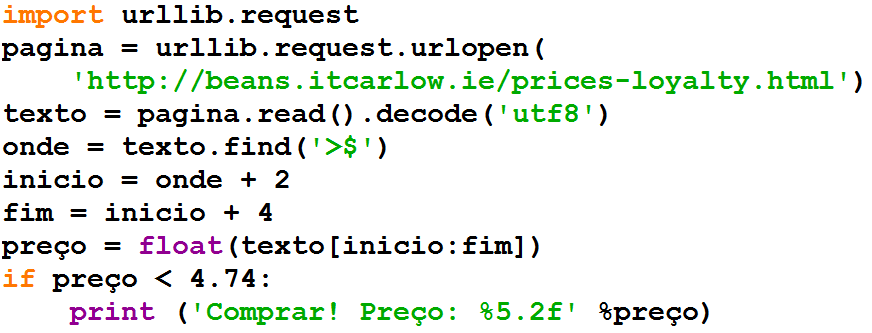 import urllib.request
pagina = urllib.request.urlopen(
    'http://beans.itcarlow.ie/prices-loyalty.html')
texto = pagina.read().decode('utf8')
onde = texto.find('>$')
inicio = onde + 2
fim = inicio + 4
preço = float(texto[inicio:fim])
if preço < 4.74:
    print ('Comprar! Preço: %5.2f' %preço)